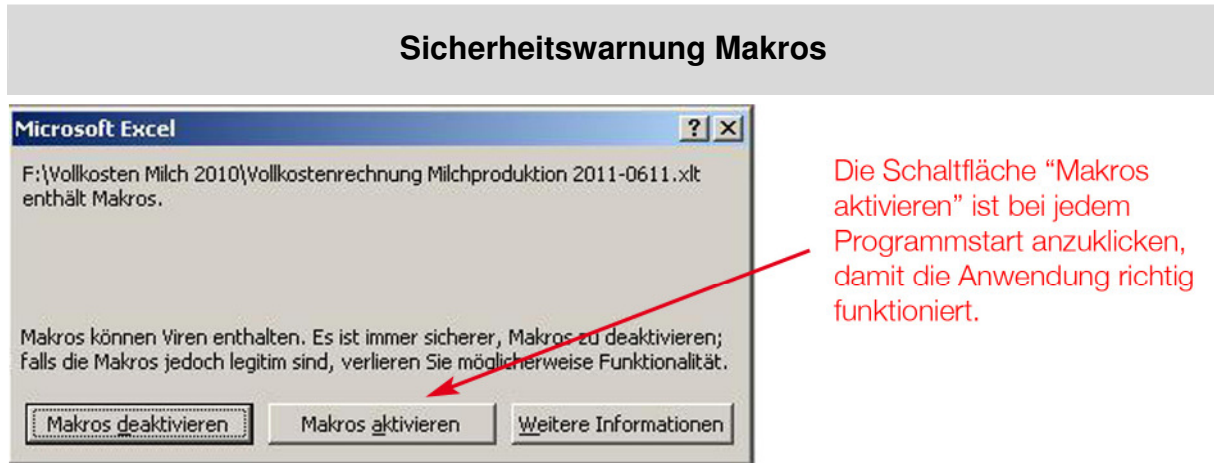 Sicherheitswarnung Makros
Microsoft Excel
F:\Vollkosten Milch 2010\Vollkostenrechnung Milchproduktion 2011-0611.xlt
enthält Makros.
Makros können Viren enthalten. Es ist immer sicherer, Makros zu deaktivieren;
falls die Makros jedoch legitim sind, verlieren Sie möglicherweise Funktionalität.
Makros deaktivieren
Makros aktivieren
Weitere Informationen
Die Schaltfläche “Makros
aktivieren” ist bei jedem
Programmstart anzuklicken,
damit die Anwendung richtig
funktioniert.